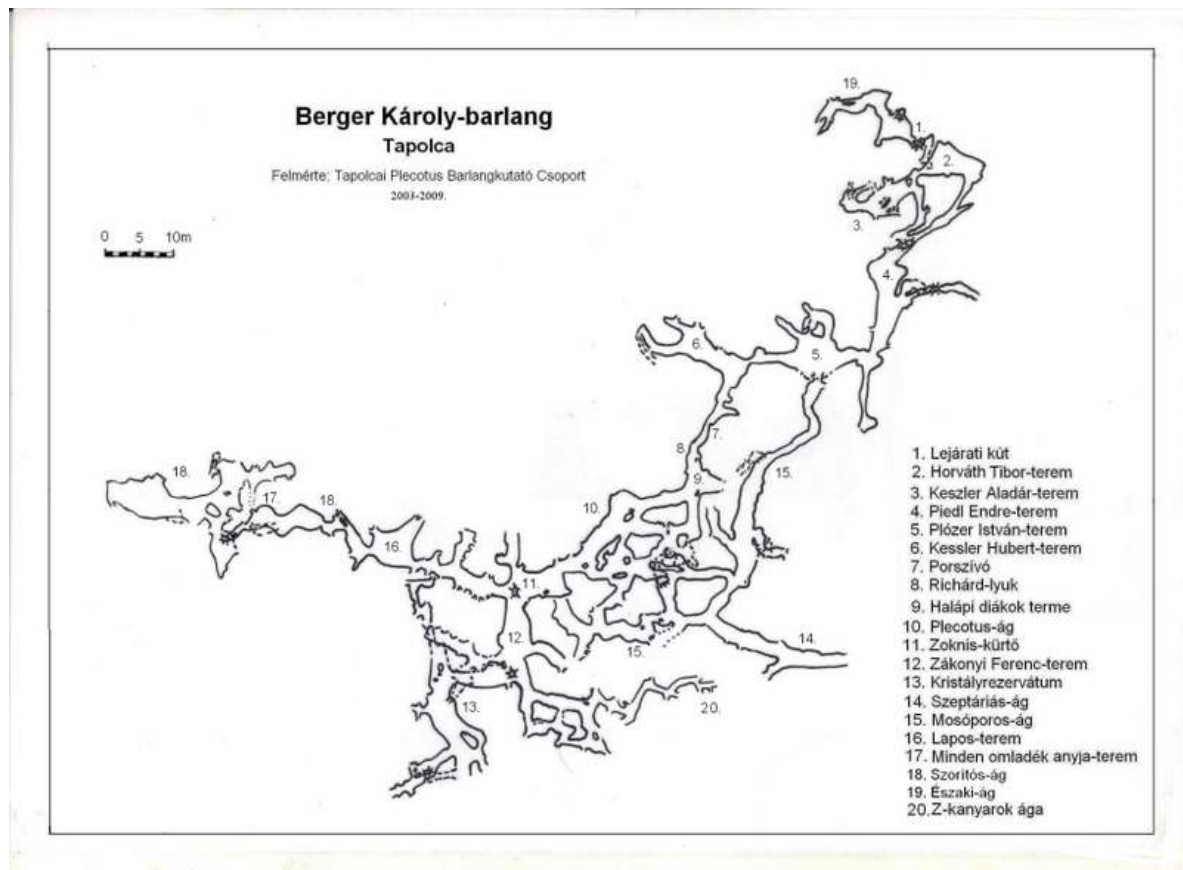 Berger Károly-barlang
Tapolca
Felmérte: Tapolcai Plecotus Barlangkutató Csoport
2003-2009.
0 5 10m
19.
1.
2.
3.
4.
5.
6.
7.
8.
9.
15.
10.
18.
17.
18.
16.
11.
12.
15.
14.
13.
20.
1. Lejárati kút
2. Horváth Tibor-terem
3. Keszler Aladár-terem
4. Piedl Endre-terem
5. Plózer István-terem
6. Kessler Hubert-terem
7. Porszívó
8. Richárd-lyuk
9. Halápi diákok terme
10. Plecotus-ág
11. Zoknis-kürtő
12. Zákonyi Ferenc-terem
13. Kristályrezervátum
14. Szeptáriás-ág
15. Mosóporos-ág
16. Lapos-terem
17. Minden omladék anyja-terem
18. Szorítós-ág
19. Északi-ág
20. Z-kanyarok ága